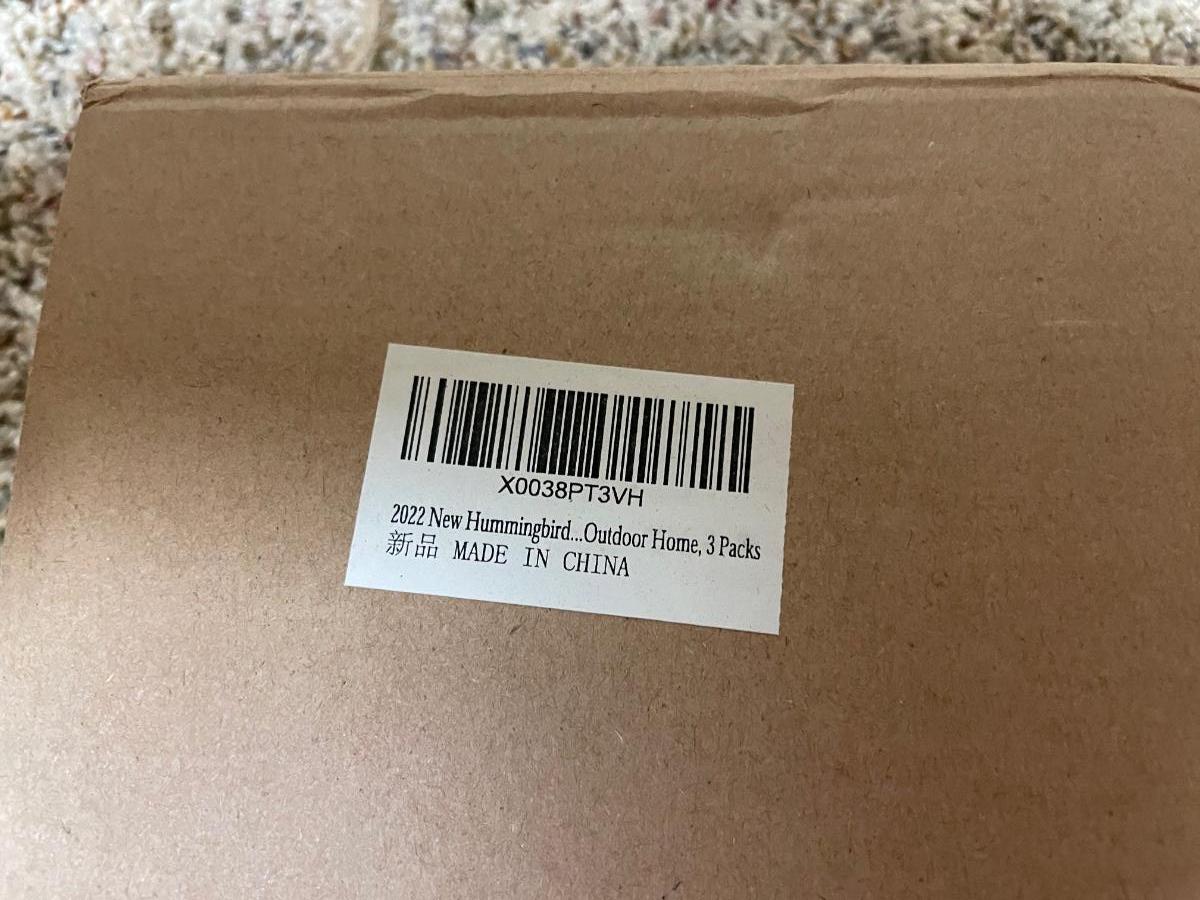 X0038PT3VH
2022 New Hummingbird...Outdoor Home, 3 Packs
新品 MADE IN CHINA